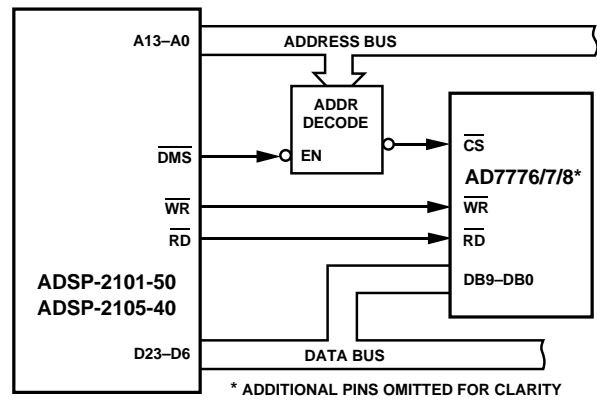 A13–A0
ADDRESS BUS
ADDR
DECODE
DMS
EN
CS
AD7776/7/8*
WR
WR
RD
RD
ADSP-2101-50
ADSP-2105-40
DB9–DB0
D23–D6
DATA BUS
* ADDITIONAL PINS OMITTED FOR CLARITY